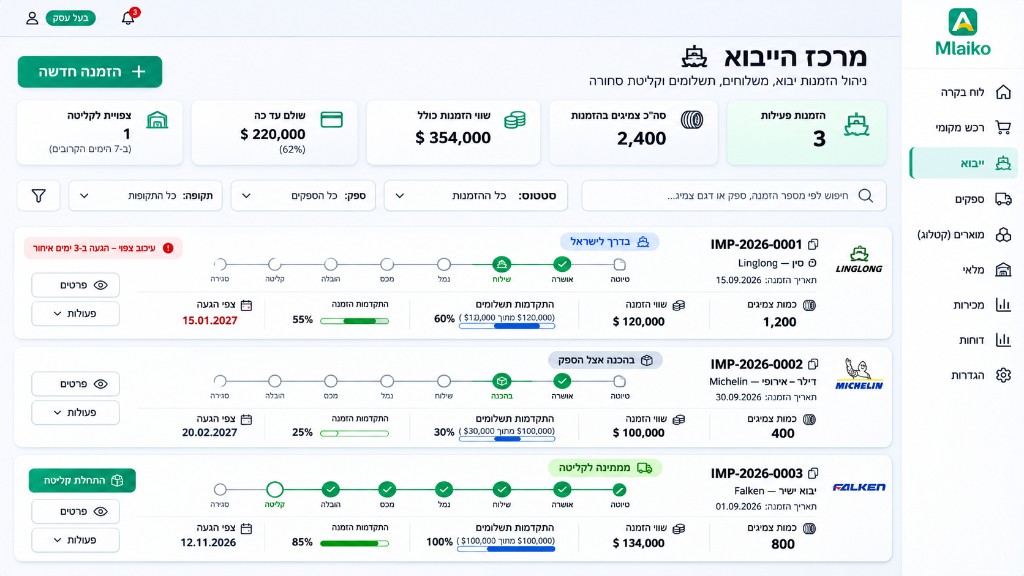 Mlaiko
לוח בקרה
רכש מקומי
ייבוא
ספקים
מוארים (קטלוג)
מלאי
מכירות
דוחות
הגדרות
בעל עסק
3
מרכז הייבוא
ניהול הזמנות יבוא, משלוחים, תשלומים וקליטת סחורה
+ הזמנה חדשה
הזמנות פעילות
3
סה"כ צמיגים בהזמנות
2,400
שווי הזמנות כולל
$ 354,000
שולם עד כה
$ 220,000
(62%)
צפויית לקליטה
1
(ב-7 הימים הקרובים)
חיפוש לפי מספר הזמנה, ספק או דגם צמיג...
סטטוס: כל ההזמנות
ספק: כל הספקים
תקופה: כל התקופות
LINGLONG
IMP-2026-0001
סין — Linglong
תאריך הזמנה: 15.09.2026
בדרך לישראל
עיכוב צפוי – הגעה ב-3 ימים איחור
טיוטה
אושרה
שילוח
נמל
מכס
הובלה
קליטה
סגירה
כמות צמיגים
1,200
שווי הזמנה
$ 120,000
התקדמות תשלומים
60%
התקדמות הזמנה
55%
צפי הגעה
15.01.2027
פרטים
פעולות
MICHELIN
IMP-2026-0002
דילר – אירופי — Michelin
תאריך הזמנה: 30.09.2026
בהכנה אצל הספק
טיוטה
אושרה
בהכנה
שילוח
נמל
מכס
הובלה
סגירה
כמות צמיגים
400
שווי הזמנה
$ 100,000
התקדמות תשלומים
($30,000 מתוך $100,000) 30%
התקדמות הזמנה
25%
צפי הגעה
20.02.2027
פרטים
פעולות
FALKEN
IMP-2026-0003
יבוא ישיר — Falken
תאריך הזמנה: 01.09.2026
מממינה לקליטה
טיוטה
אושרה
שילוח
נמל
מכס
הובלה
קליטה
סגירה
כמות צמיגים
800
שווי הזמנה
$ 134,000
התקדמות תשלומים
($100,000 מתוך $100,000) 100%
התקדמות הזמנה
85%
צפי הגעה
12.11.2026
התחלת קליטה
פרטים
פעולות